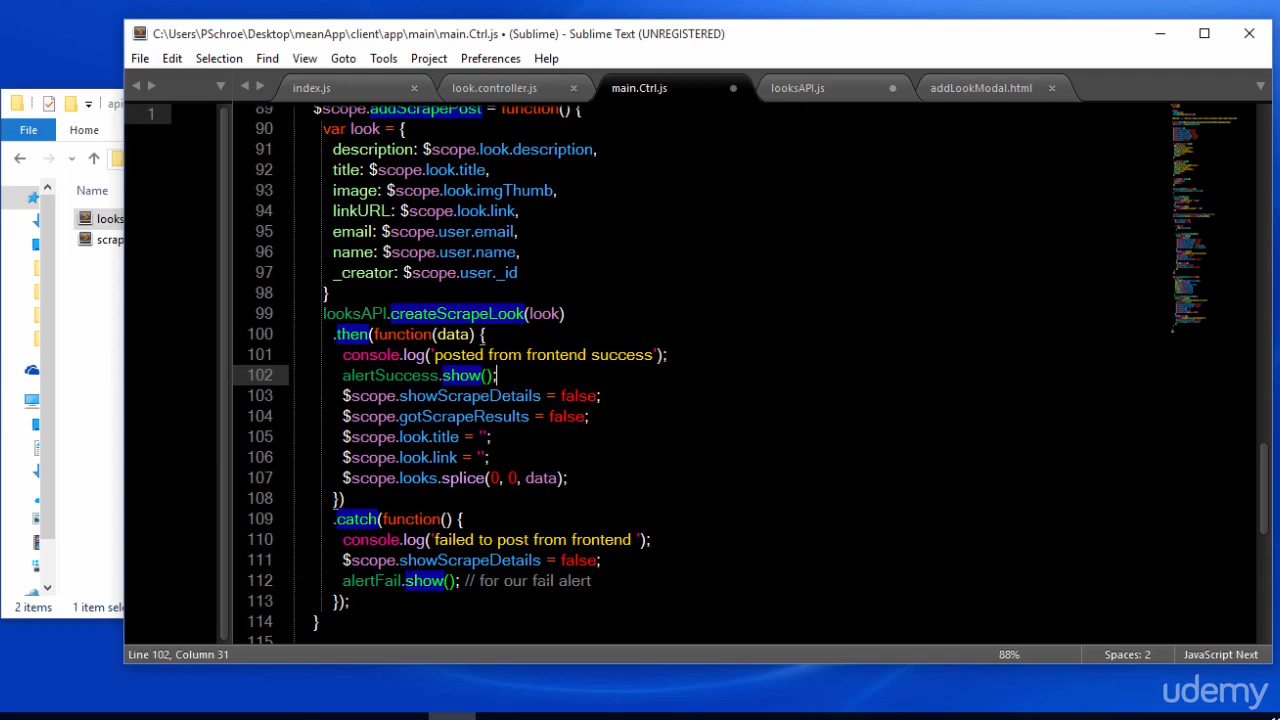 C:\Users\PSchroe\Desktop\meanApp\client\app\main\main.Ctrl.js • (Sublime) - Sublime Text (UNREGISTERED)
File Edit Selection Find View Goto Tools Project Preferences Help
index.js look.controller.js main.Ctrl.js looksAPI.js addLookModal.html
api
File Home
Name
looks
scrap
2 items 1 item sele
1
89 $scope.addScrapePost = function() {
90 var look = {
91 description: $scope.look.description,
92 title: $scope.look.title,
93 image: $scope.look.imgThumb,
94 linkURL: $scope.look.link,
95 email: $scope.user.email,
96 name: $scope.user.name,
97 _creator: $scope.user._id
98 }
99 looksAPI.createScrapeLook(look)
100 .then(function(data) {
101 console.log('posted from frontend success');
102 alertSuccess.show();
103 $scope.showScrapeDetails = false;
104 $scope.gotScrapeResults = false;
105 $scope.look.title = '';
106 $scope.look.link = '';
107 $scope.looks.splice(0, 0, data);
108 })
109 .catch(function() {
110 console.log('failed to post from frontend ');
111 $scope.showScrapeDetails = false;
112 alertFail.show(); // for our fail alert
113 });
114 }
115
Line 102, Column 31 88% Spaces: 2 JavaScript Next
udemy